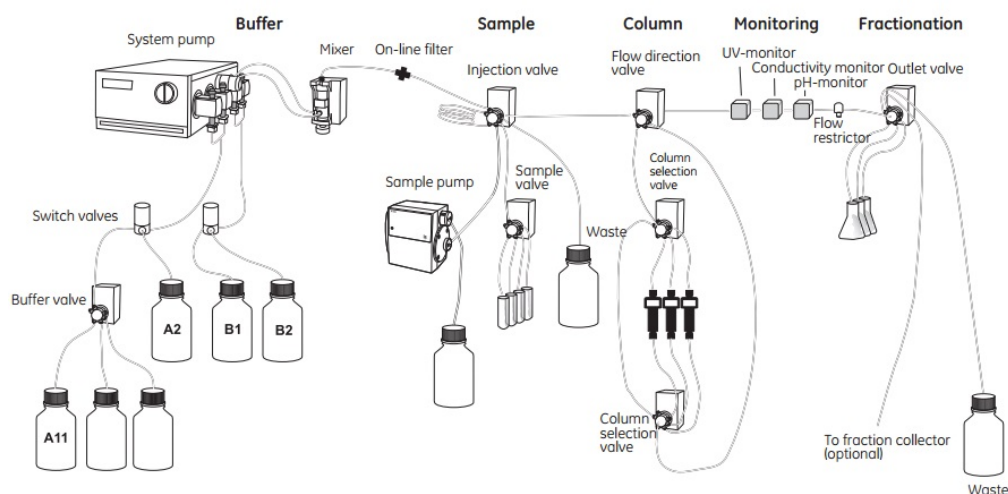 Buffer
Sample
Column
Monitoring
Fractionation
System pump
Mixer
On-line filter
Injection valve
Flow direction
valve
UV-monitor
Conductivity monitor
pH-monitor
Outlet valve
Flow
restrictor
Sample pump
Sample
valve
Column
selection
valve
Switch valves
Waste
Buffer valve
A2
B1
B2
A11
Column
selection
valve
To fraction collector
(optional)
Waste